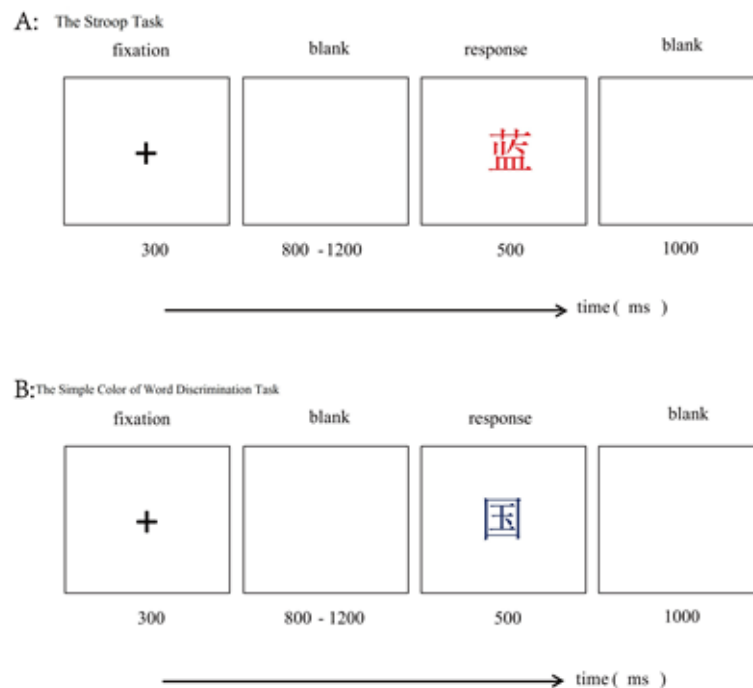 A: The Stroop Task
fixation blank response blank
+ 蓝
300 800 - 1200 500 1000
time ( ms )
B:The Simple Color of Word Discrimination Task
fixation blank response blank
+ 国
300 800 - 1200 500 1000
time ( ms )